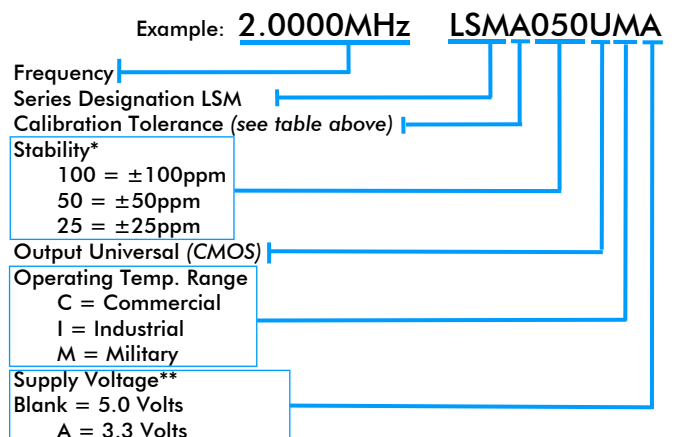 Example: 2.0000MHz LSMA050UMA
Frequency
Series Designation LSM
Calibration Tolerance (see table above)
Stability*
100 = ±100ppm
50 = ±50ppm
25 = ±25ppm
Output Universal (CMOS)
Operating Temp. Range
C = Commercial
I = Industrial
M = Military
Supply Voltage**
Blank = 5.0 Volts
A = 3.3 Volts